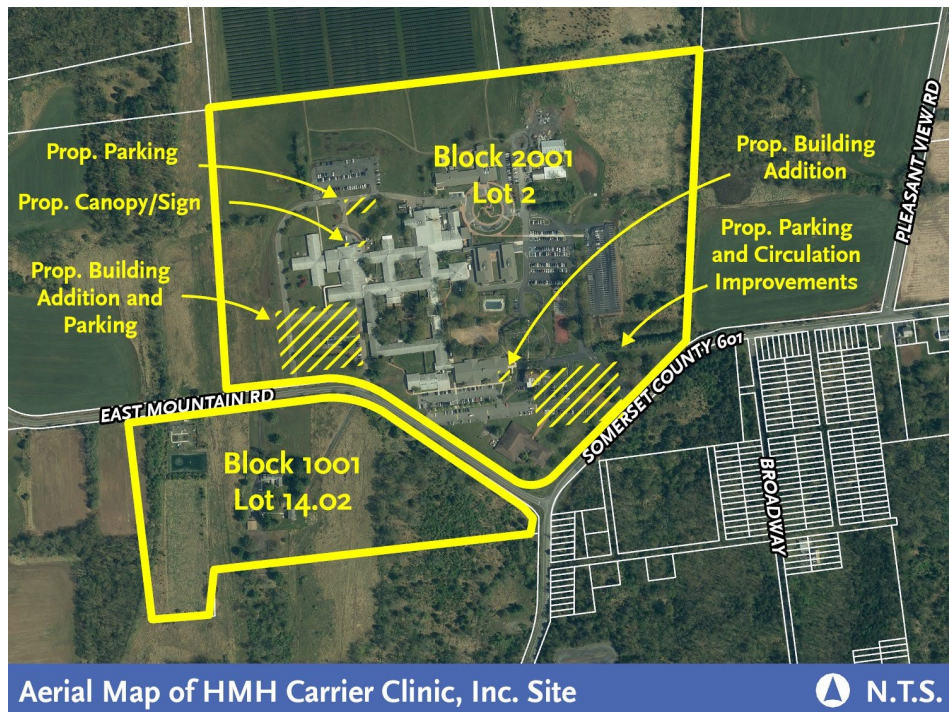 Prop. Parking
Block 2001
Lot 2
Prop. Building
Addition
Prop. Canopy/Sign
Prop. Parking
and Circulation
Improvements
Prop. Building
Addition and
Parking
PLEASANT VIEW RD
EAST MOUNTAIN RD
SOMERSET COUNTY 601
Block 1001
Lot 14.02
BROADWAY
Aerial Map of HMH Carrier Clinic, Inc. Site
N.T.S.